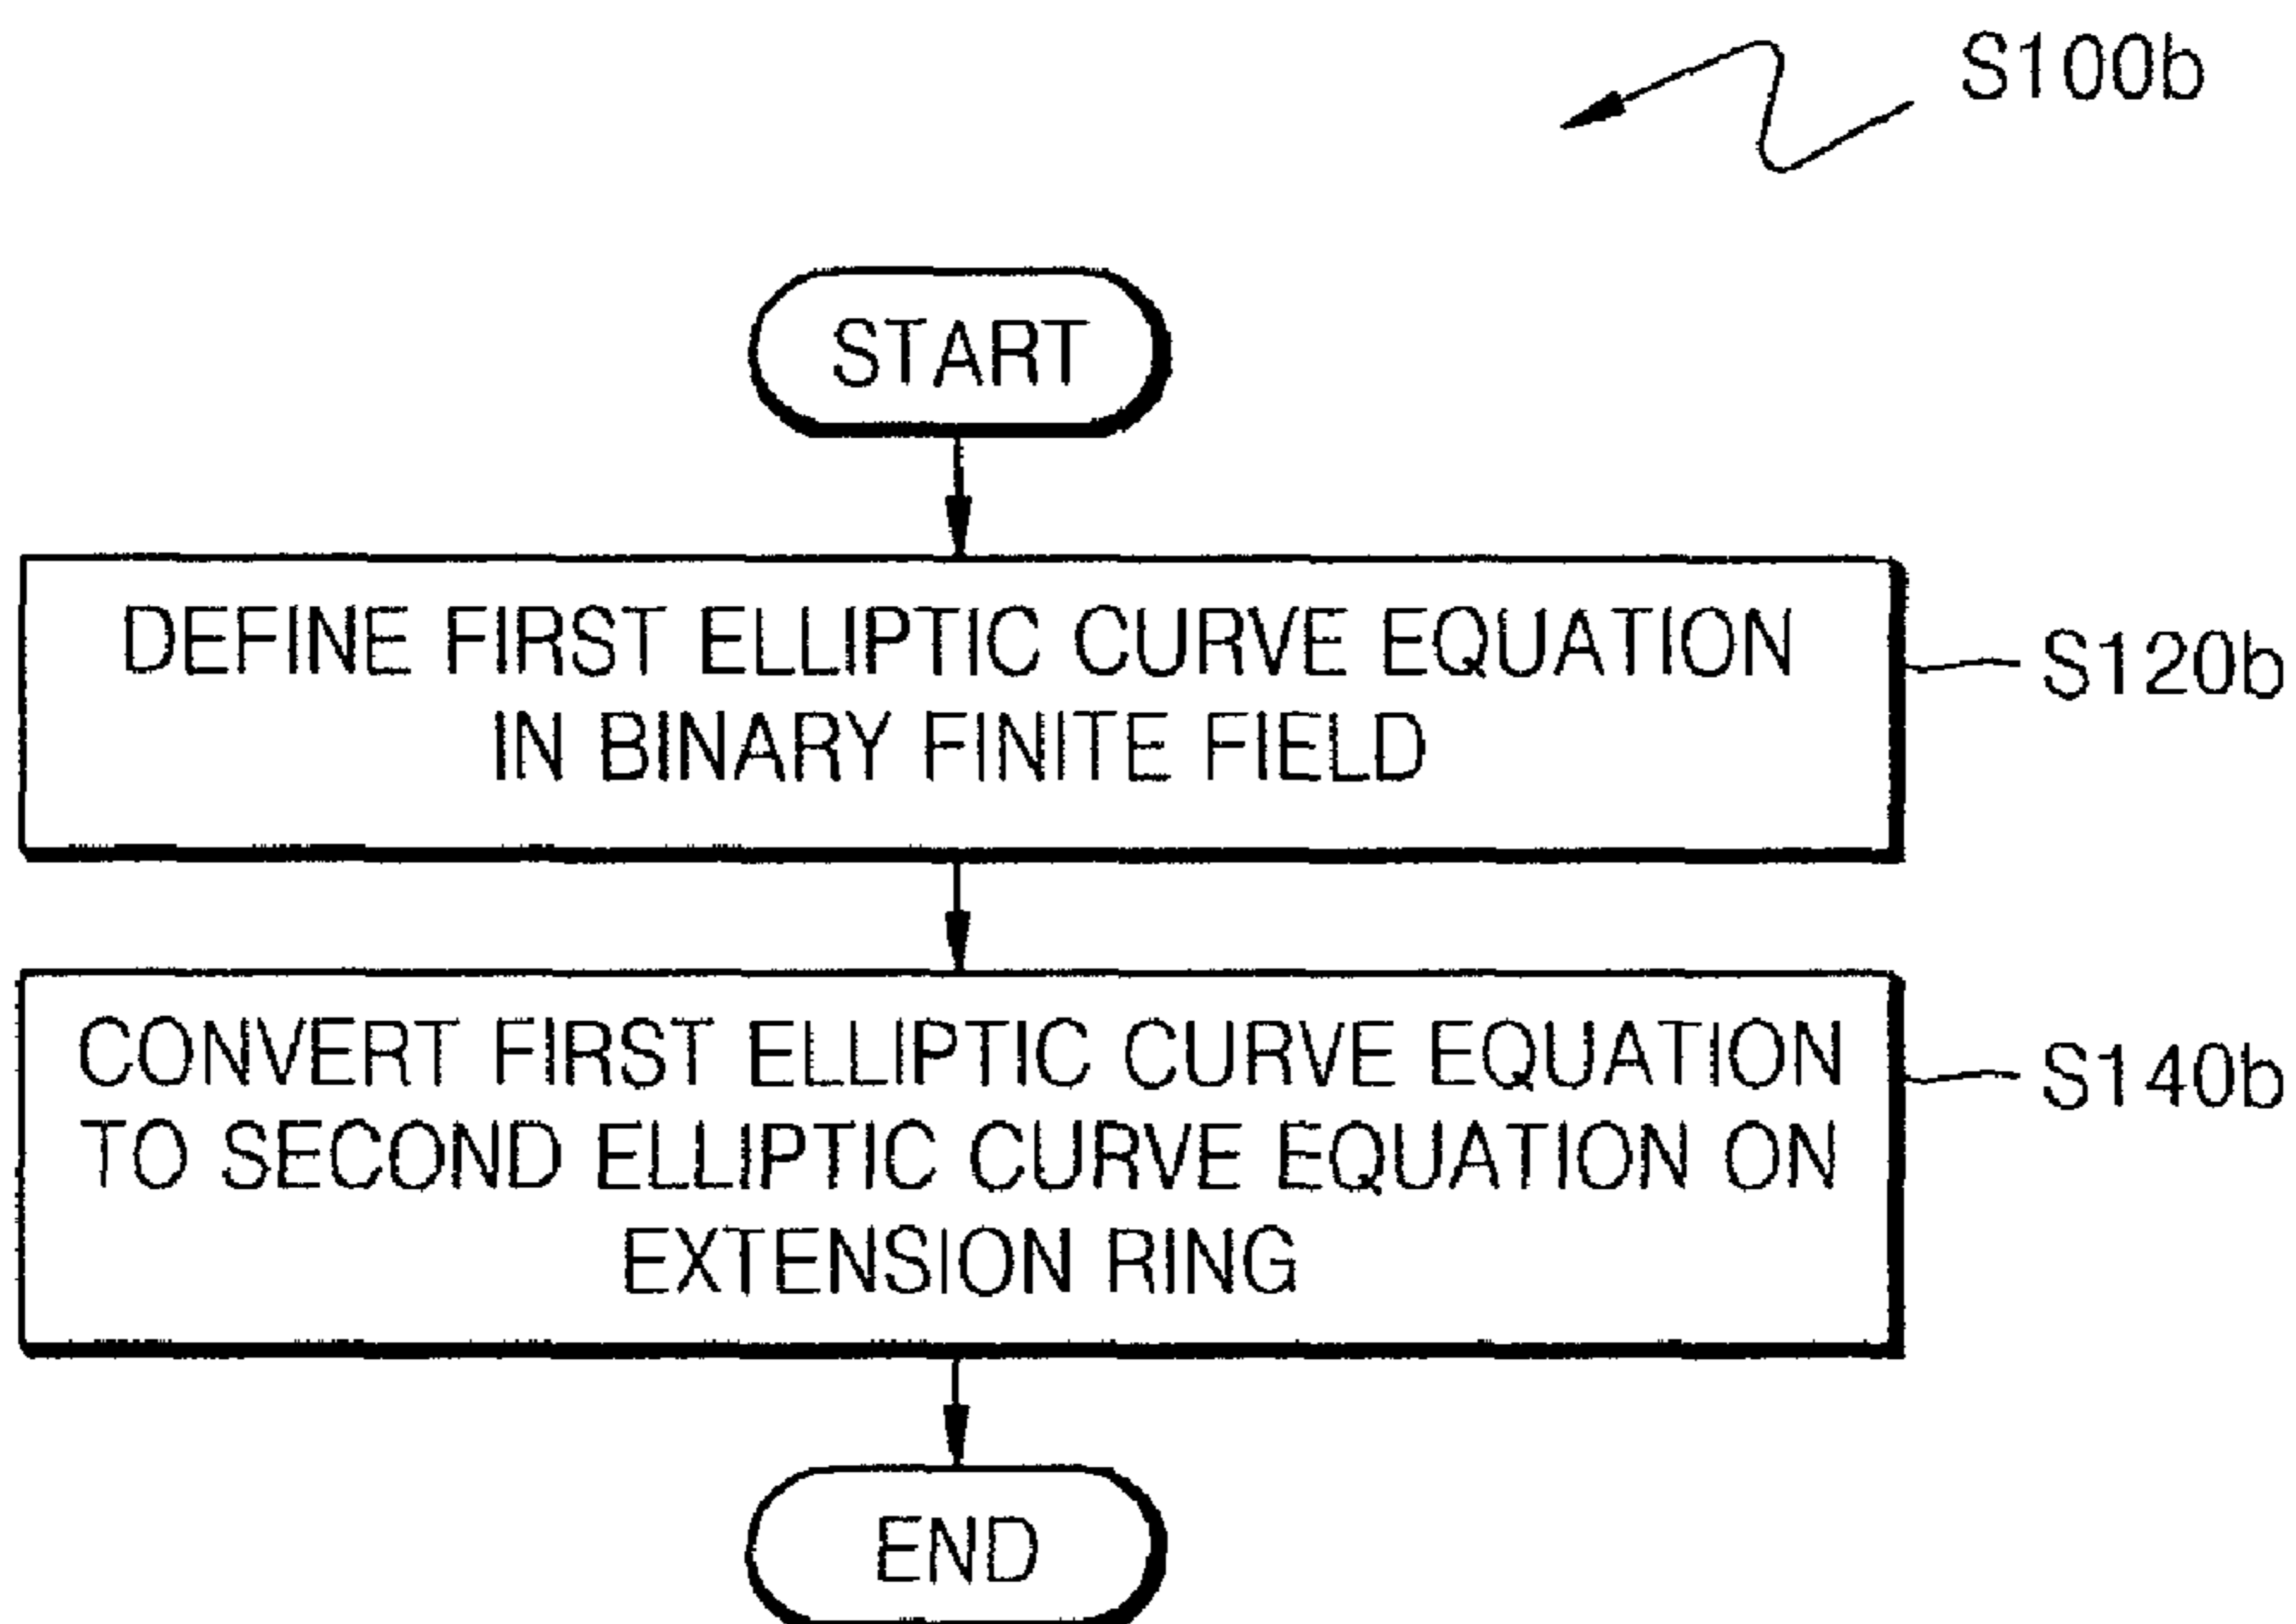 S100b
START
DEFINE FIRST ELLIPTIC CURVE EQUATION
IN BINARY FINITE FIELD
S120b
CONVERT FIRST ELLIPTIC CURVE EQUATION
TO SECOND ELLIPTIC CURVE EQUATION ON
EXTENSION RING
S140b
END